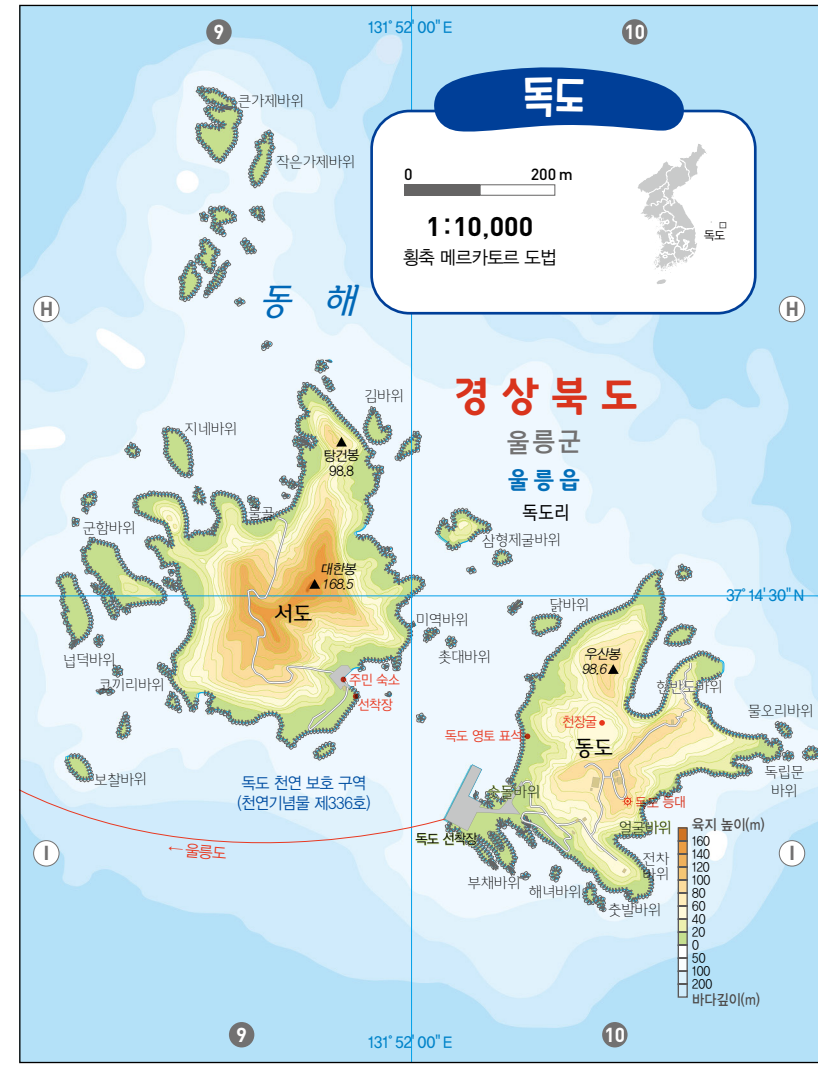 9
131° 52′ 00″ E
10
독도
0
200 m
1:10,000
횡축 메르카토르 도법
독도
큰가제바위
작은가제바위
동 해
H
H
경상북도
울릉군
울릉읍
독도리
김바위
지네바위
탕건봉
98.8
물골
군함바위
삼형제굴바위
대한봉
168.5
37° 14′ 30″ N
서도
닭바위
미역바위
촛대바위
넙덕바위
코끼리바위
우산봉
98.6
한반도바위
주민 숙소
선착장
물오리바위
천장굴
독도 영토 표석
동도
독립문
바위
보찰바위
독도 천연 보호 구역
(천연기념물 제336호)
숫돌바위
독도 등대
얼굴바위
육지 높이(m)
160
140
120
100
80
60
40
20
0
50
100
200
바다깊이(m)
독도 선착장
←울릉도
I
I
전차
바위
부채바위
해녀바위
춧발바위
9
131° 52′ 00″ E
10